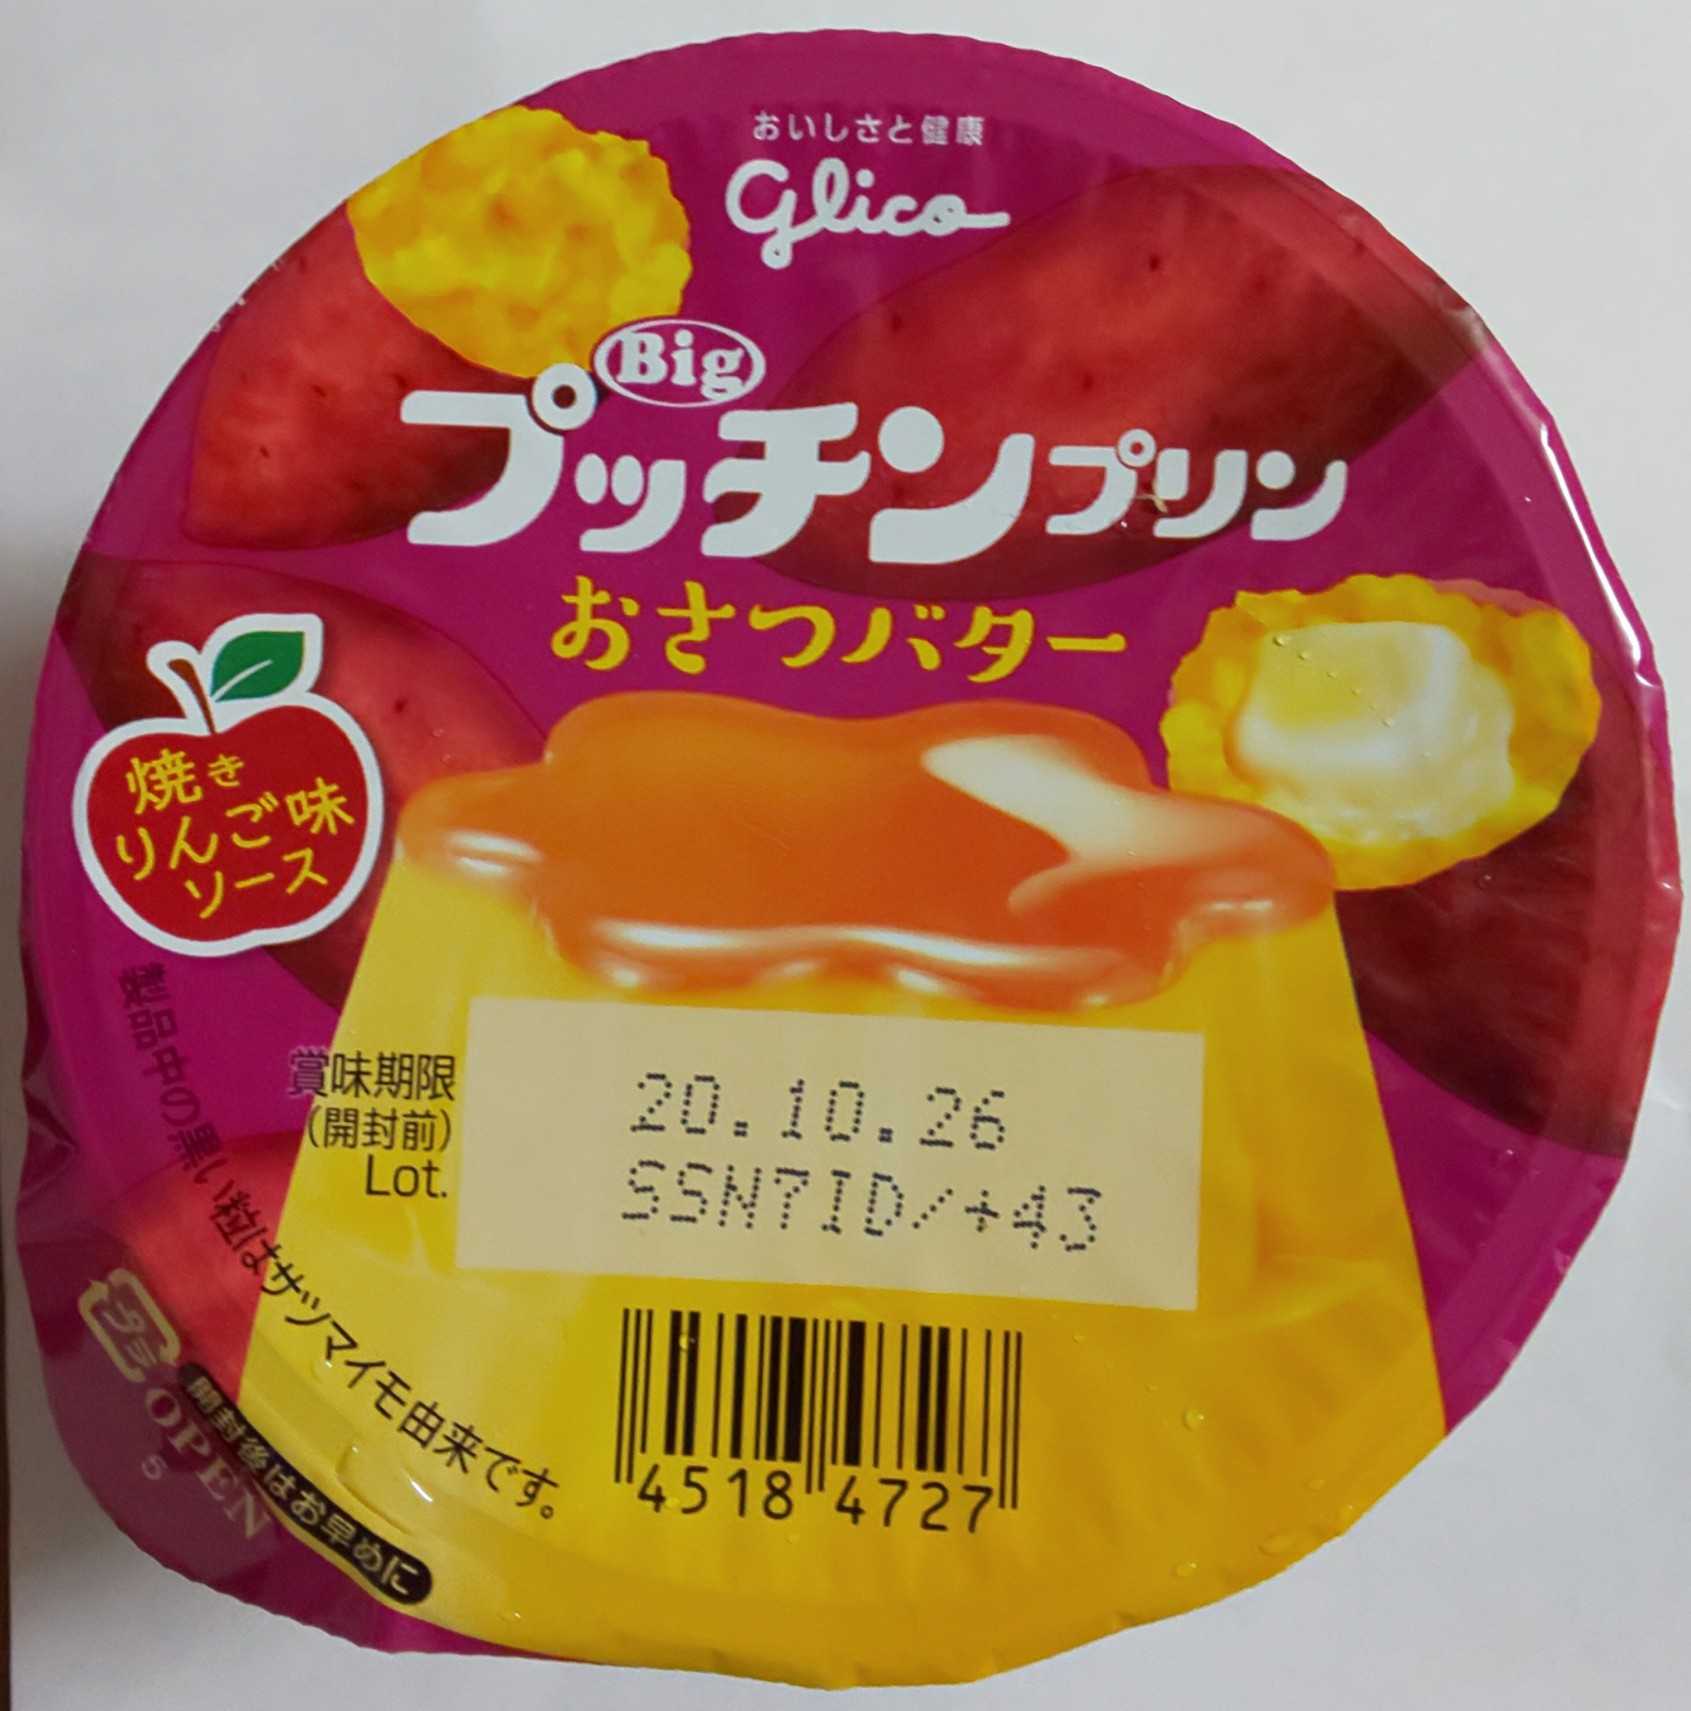 おいしさと健康
glico
Big
プッチンプリン
おさつバター
焼き
りんご味
ソース
賞味期限
(開封前)
Lot.
20.10.26
SSN7ID/+43
製品中の黒い粒はサツマイモ由来です。
4518 4727
プラ
OPEN
5
開封後はお早めに